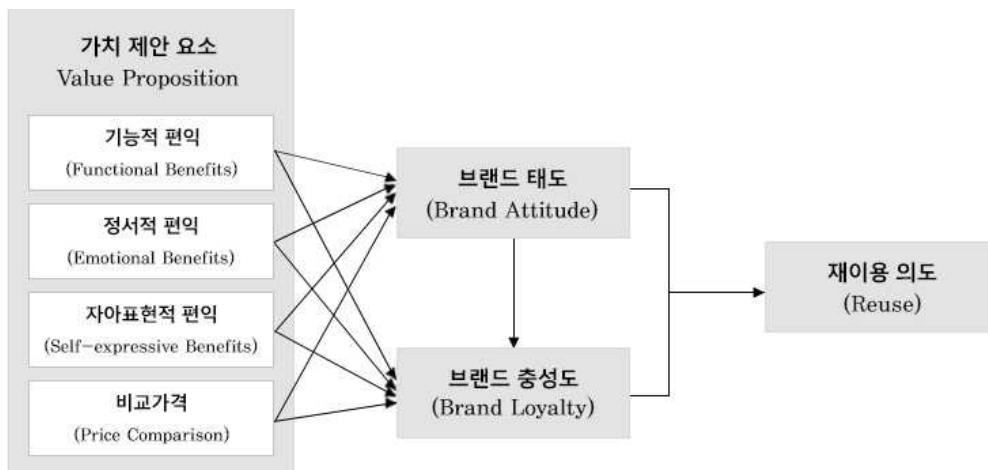 가치 제안 요소
Value Proposition
기능적 편익
(Functional Benefits)
정서적 편익
(Emotional Benefits)
자아표현적 편익
(Self-expressive Benefits)
비교가격
(Price Comparison)
브랜드 태도
(Brand Attitude)
브랜드 충성도
(Brand Loyalty)
재이용 의도
(Reuse)